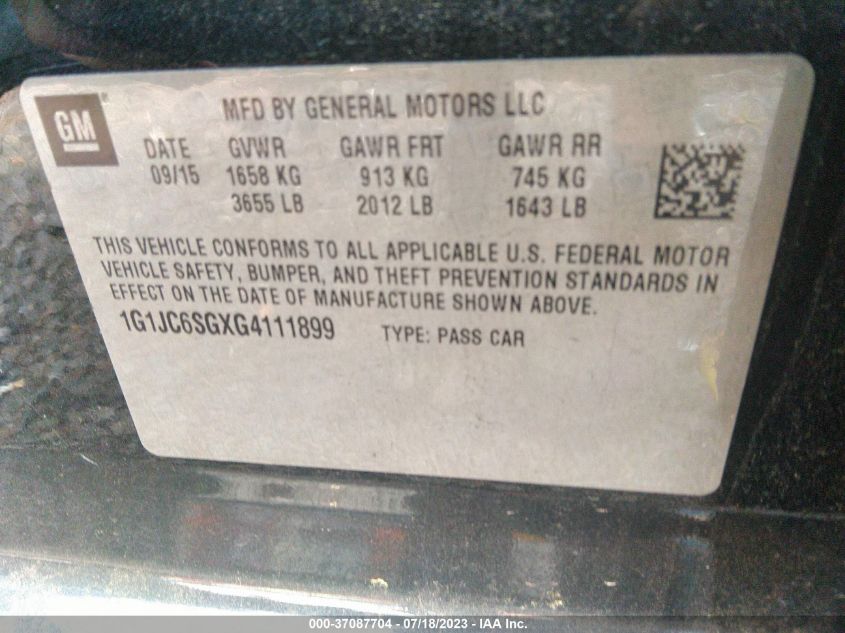 GM
MFD BY GENERAL MOTORS LLC
DATE GVWR GAWR FRT GAWR RR
09/15 1658 KG 913 KG 745 KG
3655 LB 2012 LB 1643 LB
THIS VEHICLE CONFORMS TO ALL APPLICABLE U.S. FEDERAL MOTOR
VEHICLE SAFETY, BUMPER, AND THEFT PREVENTION STANDARDS IN
EFFECT ON THE DATE OF MANUFACTURE SHOWN ABOVE.
1G1JC6SGXG4111899 TYPE: PASS CAR
000-37087704 - 07/18/2023 - IAA Inc.